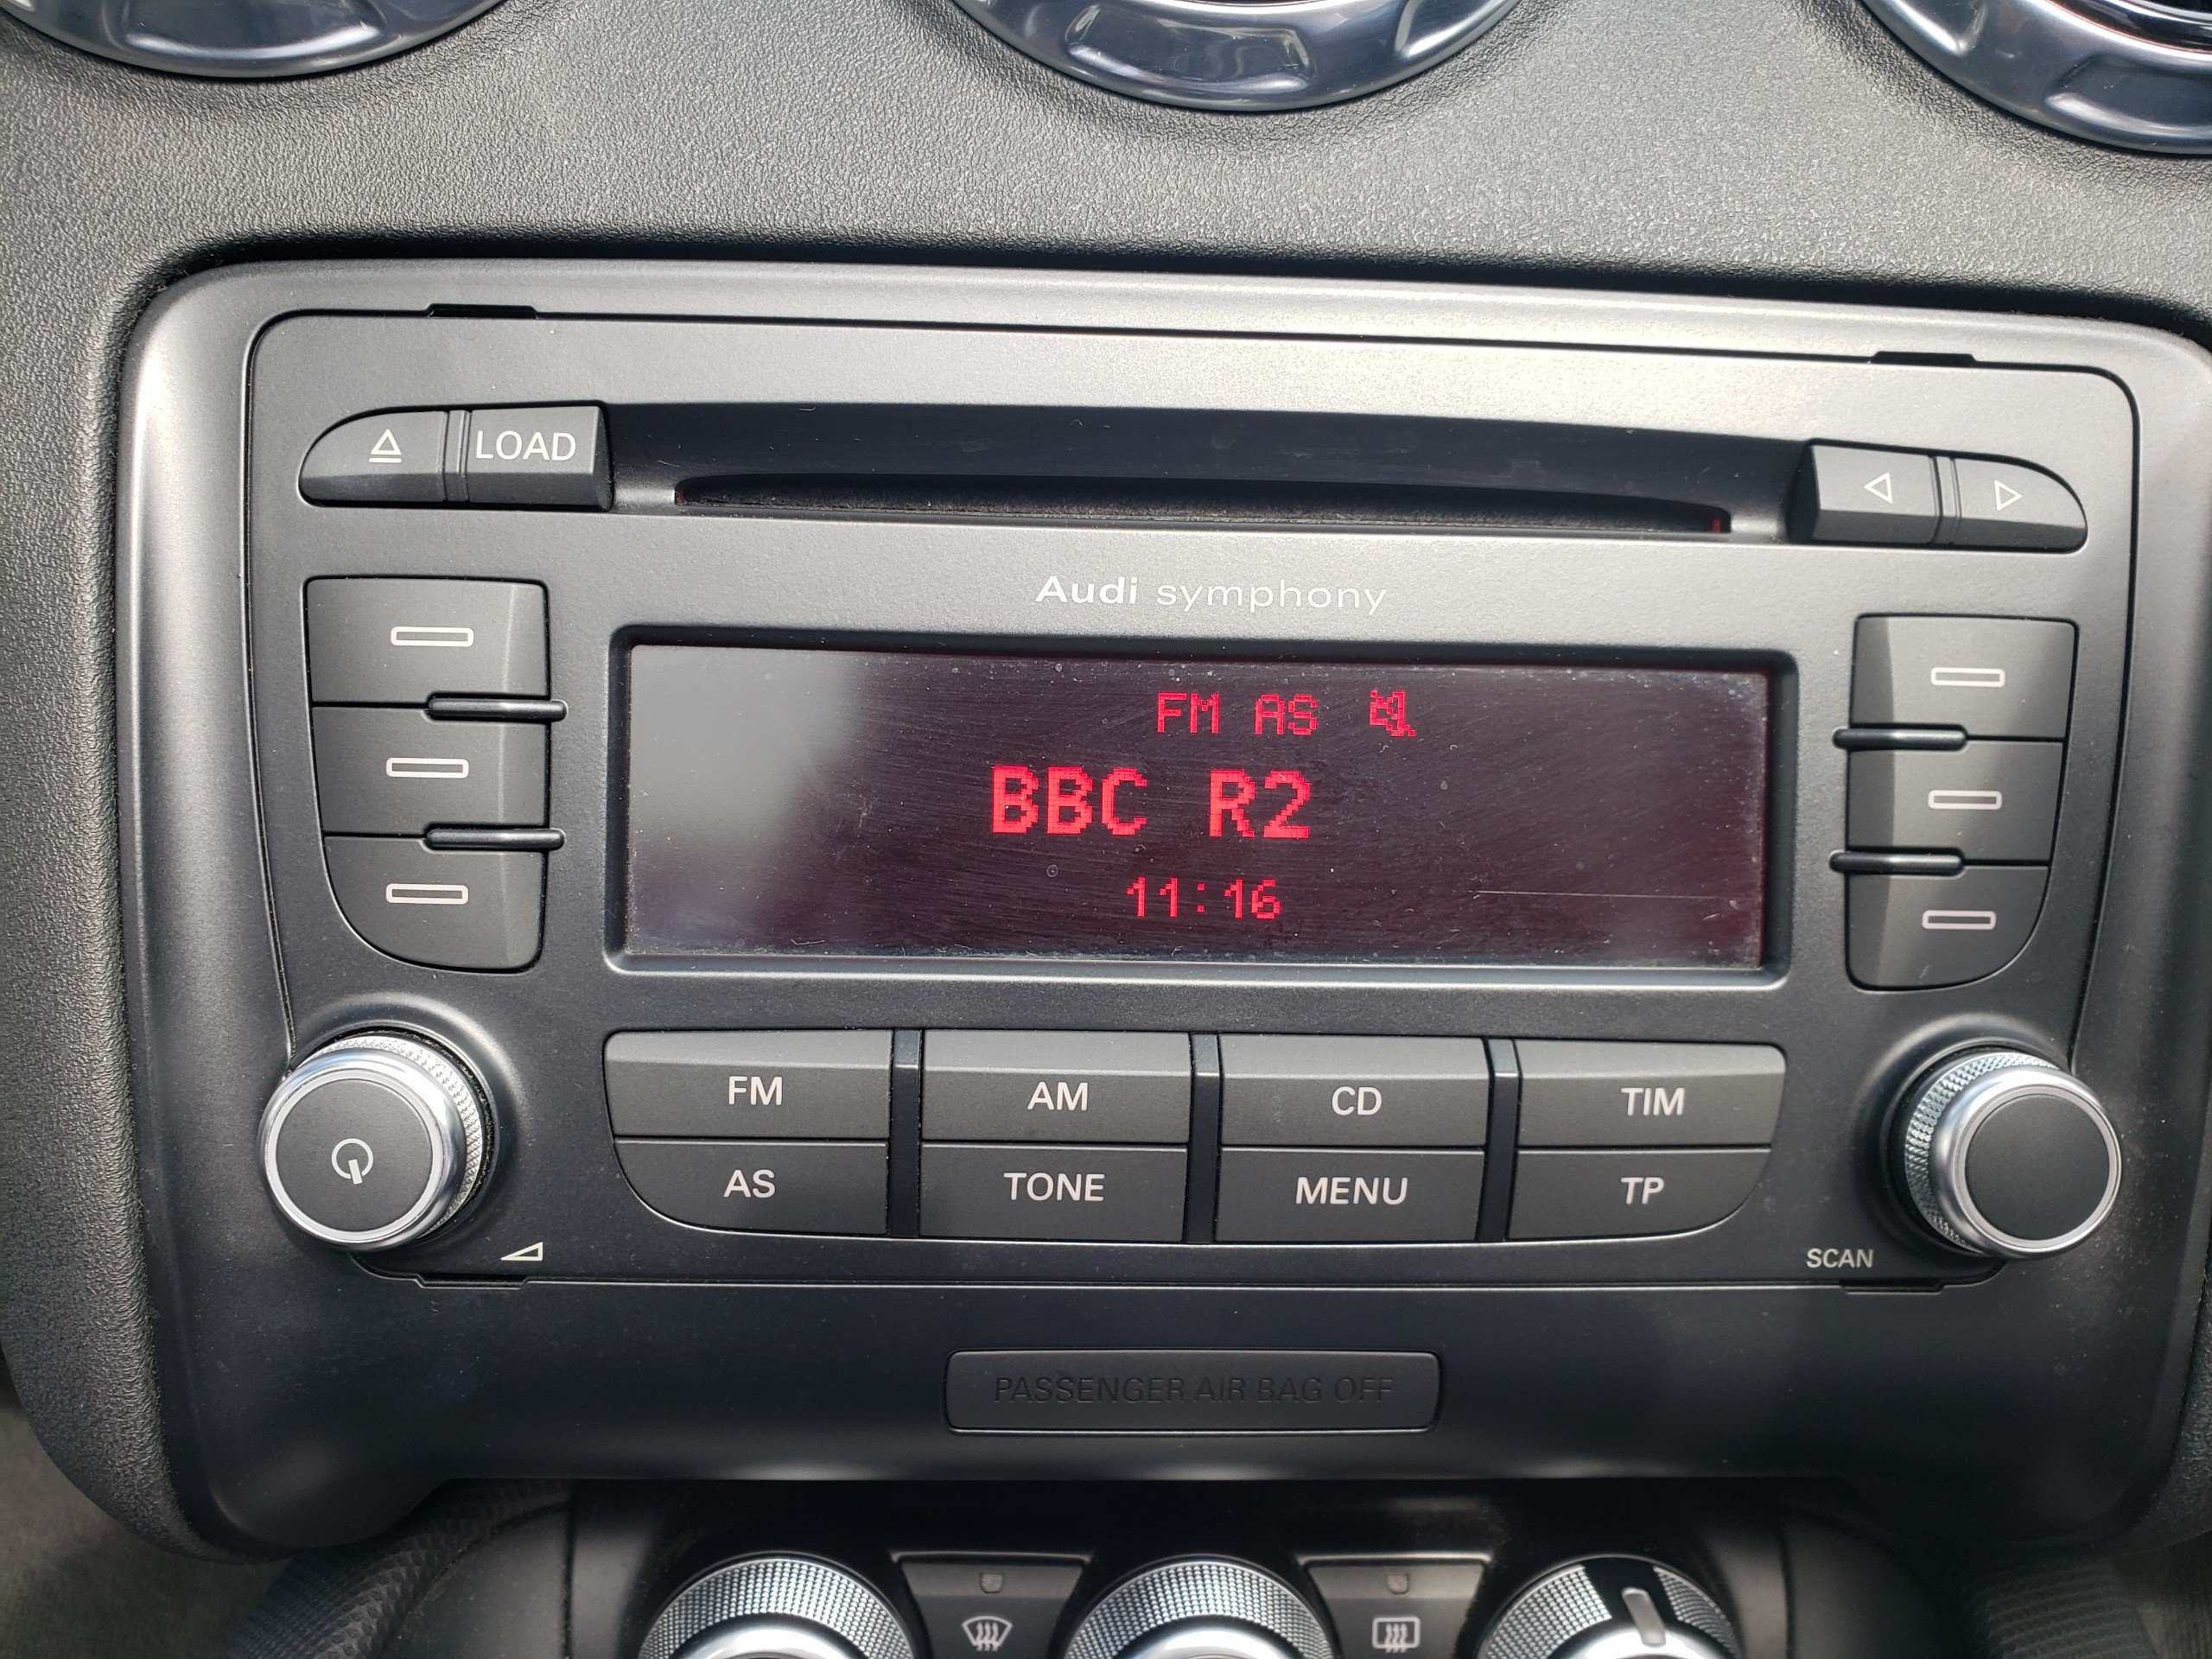 LOAD
Audi symphony
FM AS
BBC R2
11:16
FM AM CD TIM
AS TONE MENU TP
SCAN
PASSENGER AIR BAG OFF